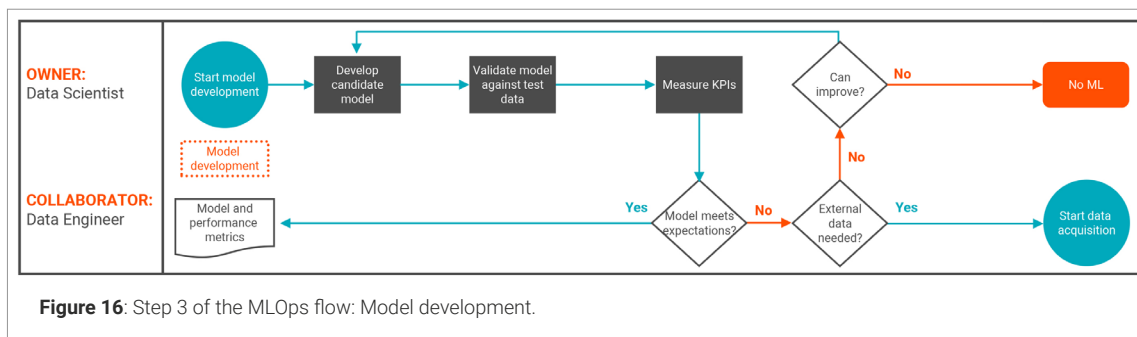 OWNER:
Data Scientist
Start model
development
Develop
candidate
model
Validate model
against test
data
Measure KPIs
Can
improve?
No
No ML
Model
development
No
COLLABORATOR:
Data Engineer
Model and
performance
metrics
Yes
Model meets
expectations?
No
External
data
needed?
Yes
Start data
acquisition
Figure 16: Step 3 of the MLOps flow: Model development.